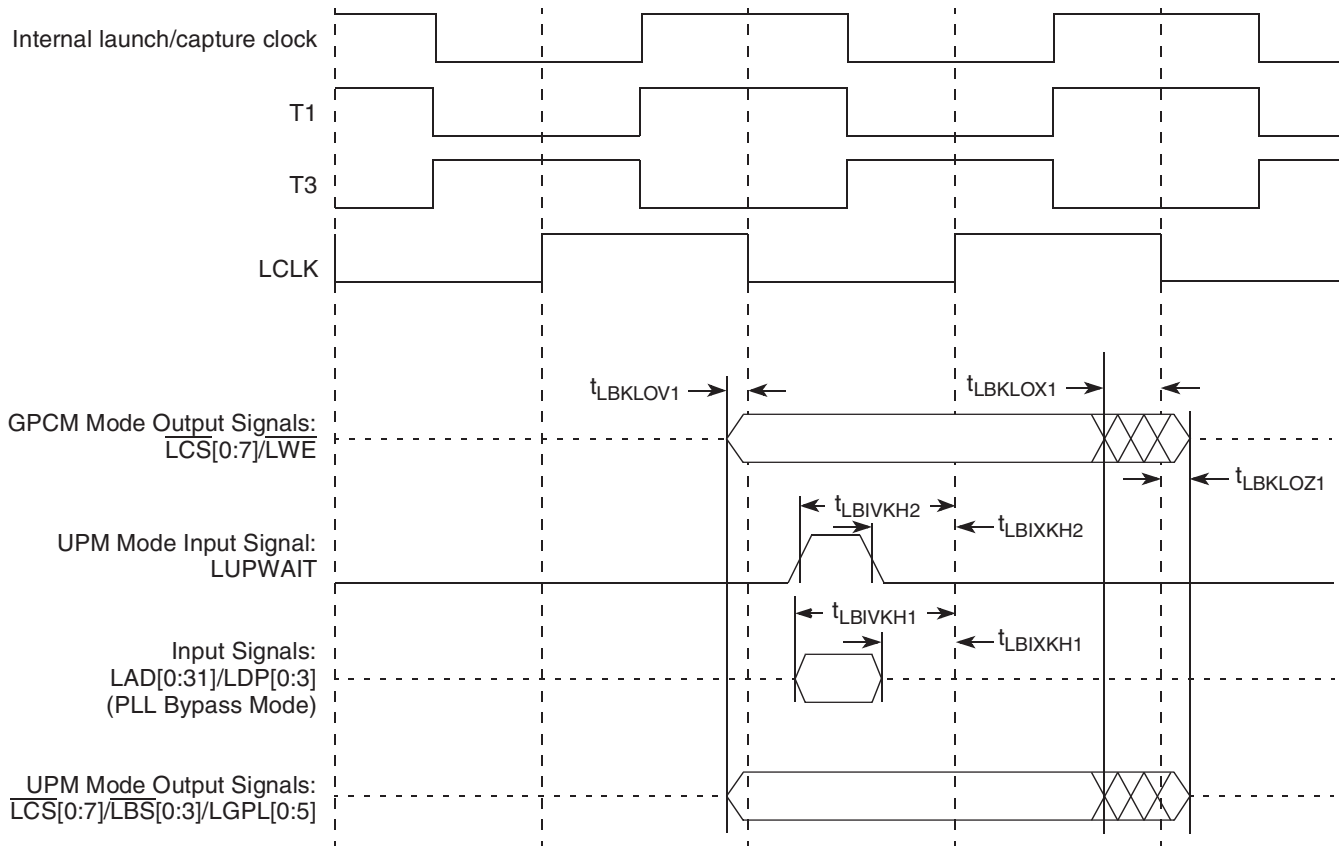 Internal launch/capture clock
T1
T3
LCLK
tLBKLOV1
tLBKLOX1
GPCM Mode Output Signals:
LCS[0:7]/LWE
tLBKLOZ1
tLBIVKH2
tLBIXKH2
UPM Mode Input Signal:
LUPWAIT
tLBIVKH1
tLBIXKH1
Input Signals:
LAD[0:31]/LDP[0:3]
(PLL Bypass Mode)
UPM Mode Output Signals:
LCS[0:7]/LBS[0:3]/LGPL[0:5]